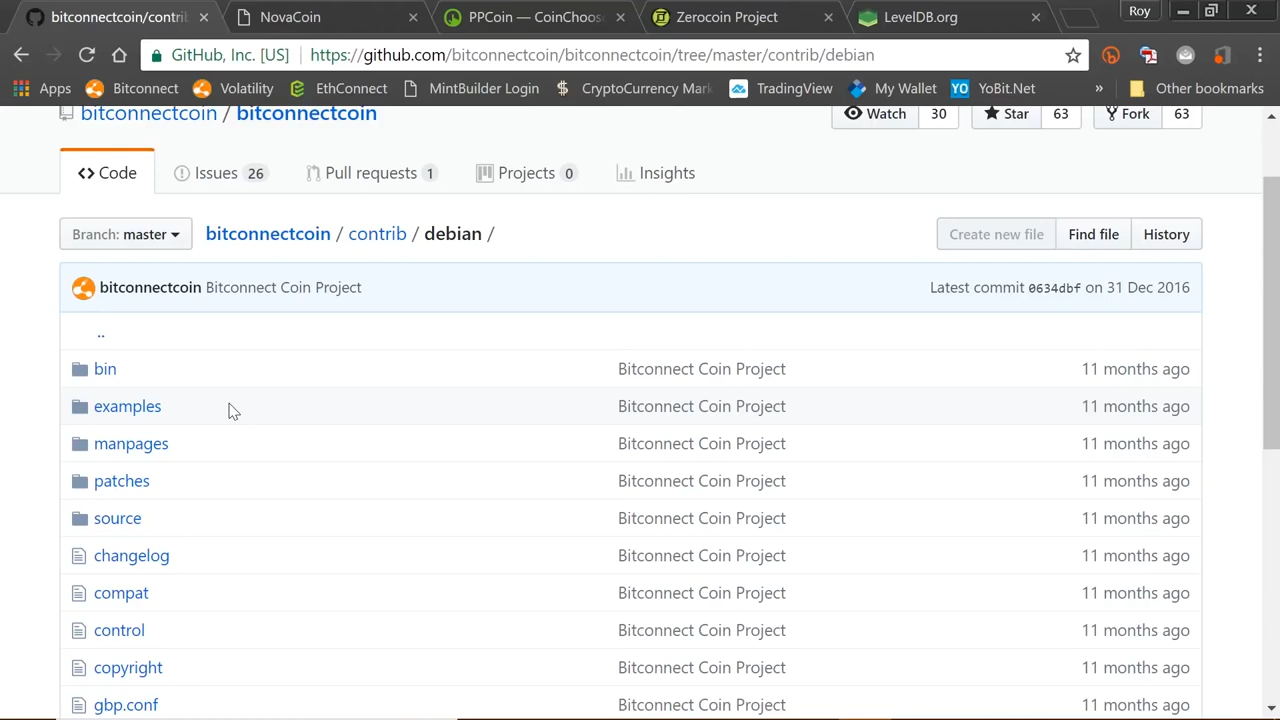 bitconnectcoin/contrib
NovaCoin
PPCoin — CoinChoos
Zerocoin Project
LevelDB.org
Roy
GitHub, Inc. [US]
https://github.com/bitconnectcoin/bitconnectcoin/tree/master/contrib/debian
Apps
Bitconnect
Volatility
EthConnect
MintBuilder Login
CryptoCurrency Mark
TradingView
YO
My Wallet
YoBit.Net
»
Other bookmarks
bitconnectcoin / bitconnectcoin
Watch 30
Star 63
Fork 63
<> Code
Issues 26
Pull requests 1
Projects 0
Insights
Branch: master
bitconnectcoin / contrib / debian /
Create new file
Find file
History
bitconnectcoin Bitconnect Coin Project
Latest commit 0634dbf on 31 Dec 2016
..
bin Bitconnect Coin Project 11 months ago
examples Bitconnect Coin Project 11 months ago
manpages Bitconnect Coin Project 11 months ago
patches Bitconnect Coin Project 11 months ago
source Bitconnect Coin Project 11 months ago
changelog Bitconnect Coin Project 11 months ago
compat Bitconnect Coin Project 11 months ago
control Bitconnect Coin Project 11 months ago
copyright Bitconnect Coin Project 11 months ago
gbp.conf Bitconnect Coin Project 11 months ago